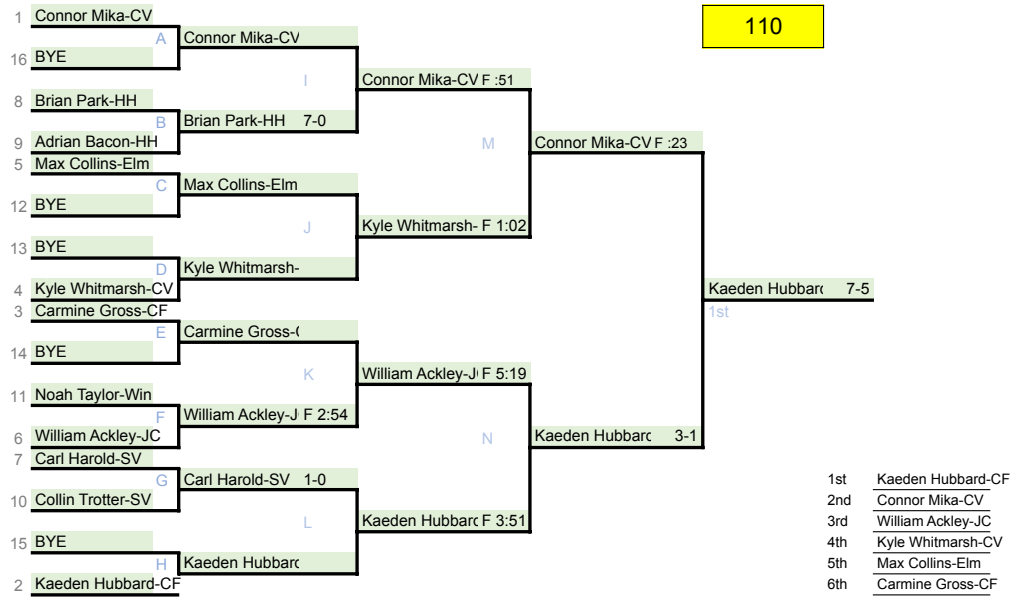 110
1 Connor Mika-CV
A Connor Mika-CV
16 BYE
I Connor Mika-CV F :51
8 Brian Park-HH
B Brian Park-HH 7-0
9 Adrian Bacon-HH
M Connor Mika-CV F :23
5 Max Collins-Elm
C Max Collins-Elm
12 BYE
J Kyle Whitmarsh- F 1:02
13 BYE
D Kyle Whitmarsh-
4 Kyle Whitmarsh-CV
Kaeden Hubbard 7-5
1st
3 Carmine Gross-CF
E Carmine Gross-(
14 BYE
K William Ackley-J( F 5:19
11 Noah Taylor-Win
F William Ackley-J F 2:54
6 William Ackley-JC
N Kaeden Hubbard 3-1
7 Carl Harold-SV
G Carl Harold-SV 1-0
10 Collin Trotter-SV
L Kaeden Hubbard F 3:51
15 BYE
H Kaeden Hubbard
2 Kaeden Hubbard-CF
1st Kaeden Hubbard-CF
2nd Connor Mika-CV
3rd William Ackley-JC
4th Kyle Whitmarsh-CV
5th Max Collins-Elm
6th Carmine Gross-CF